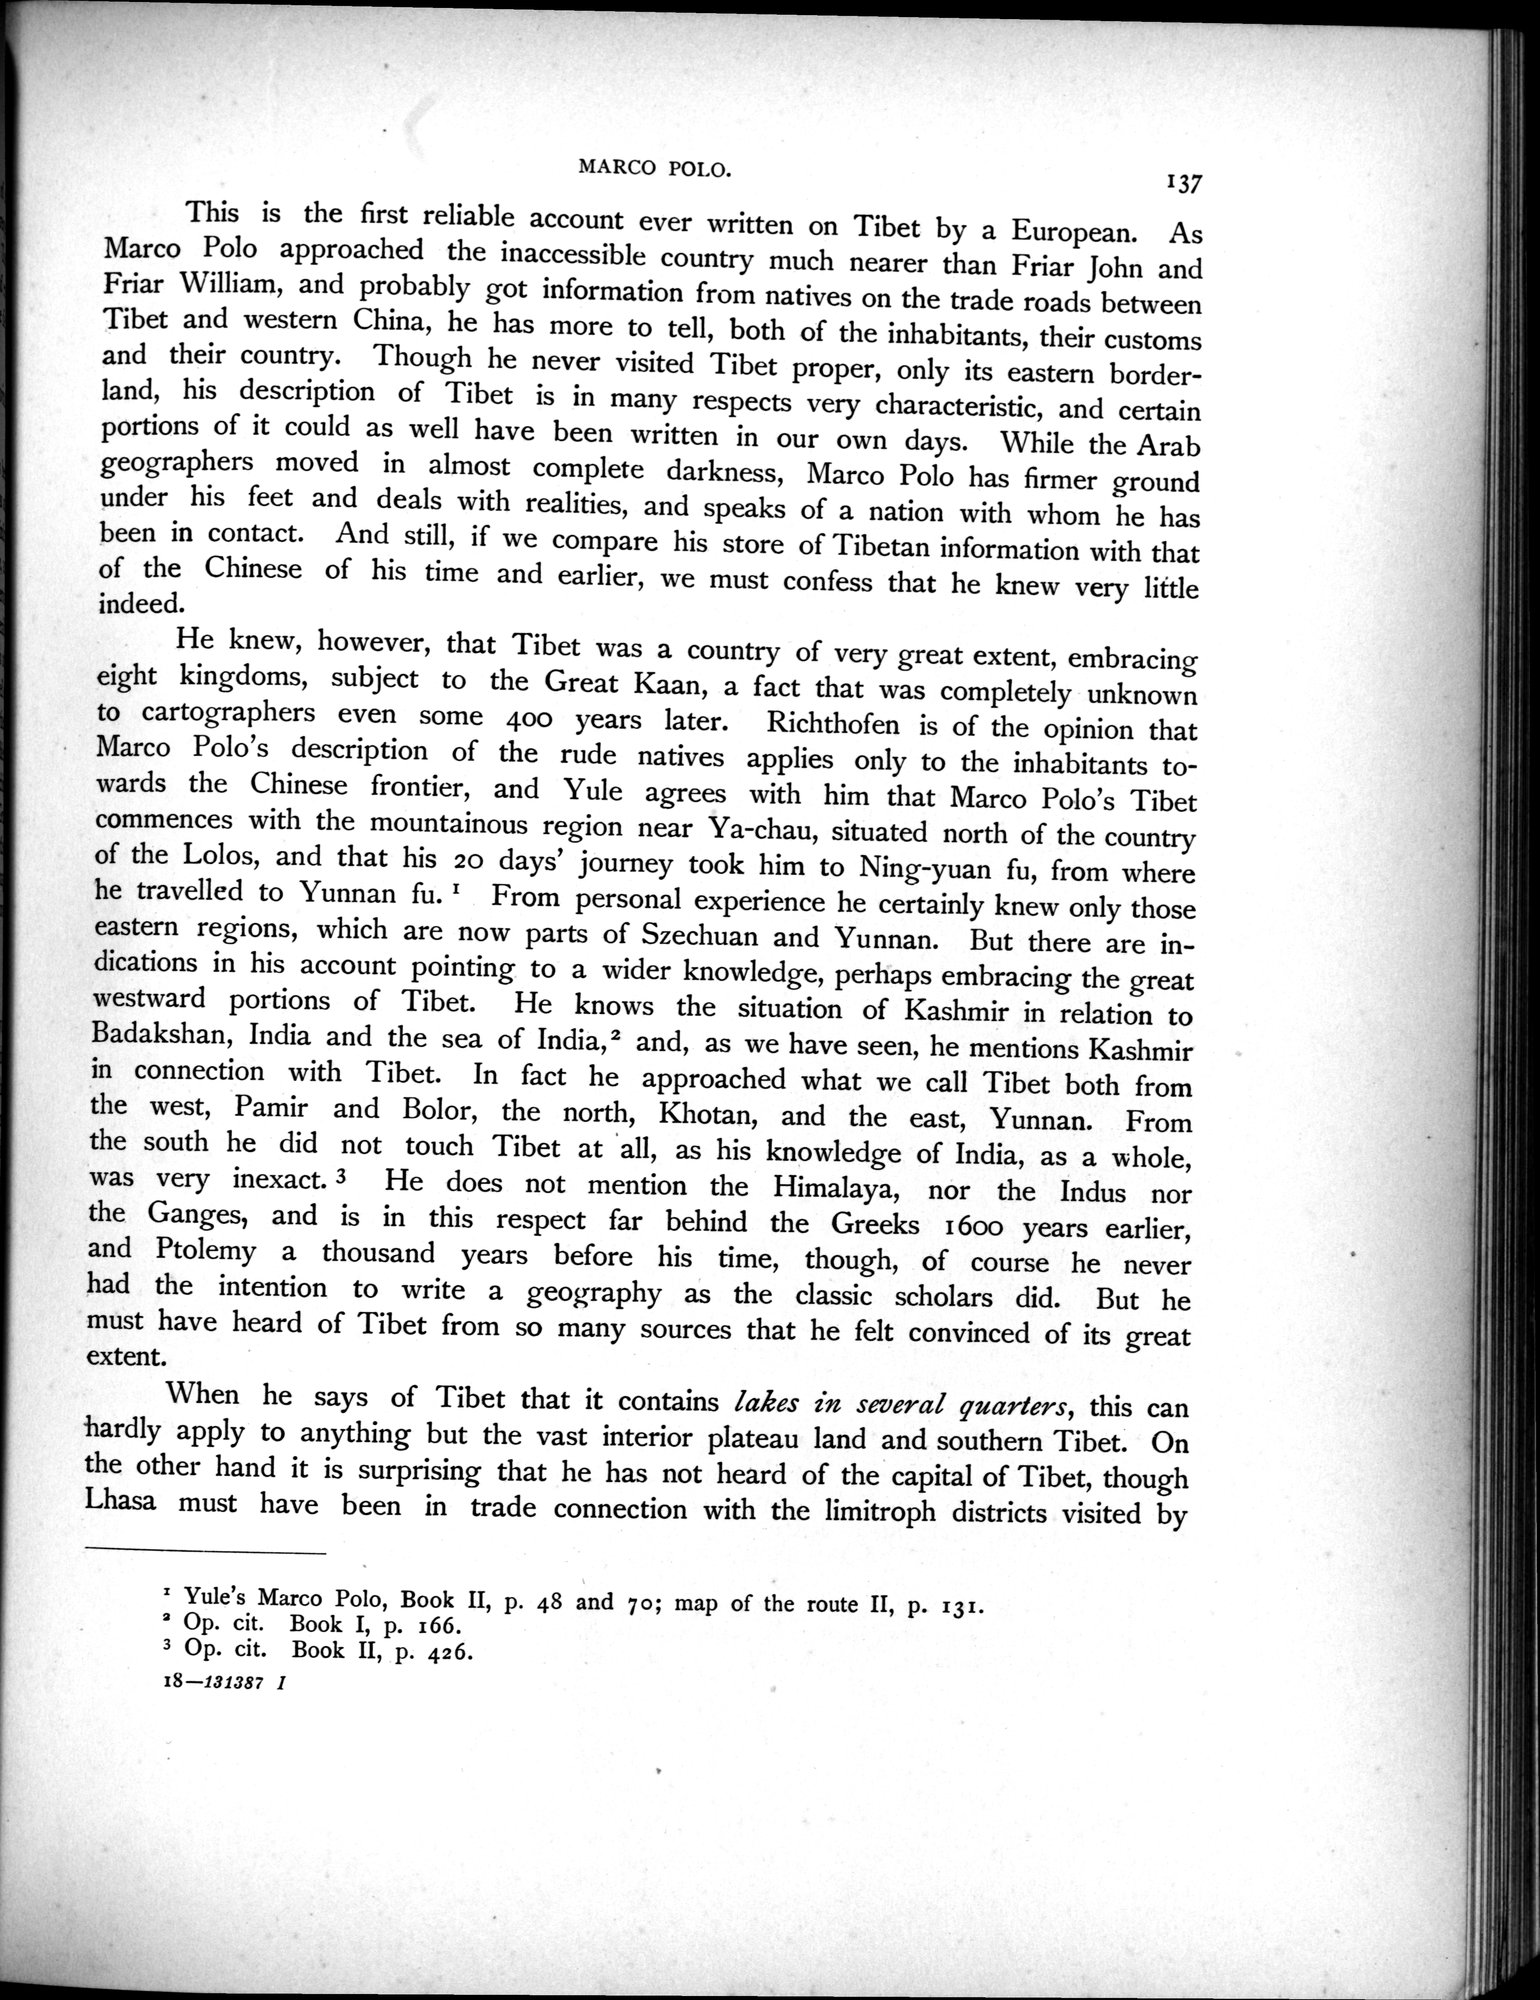 MARCO POLO.
137
This is the first reliable account ever written on Tibet by a European. As
Marco Polo approached the inaccessible country much nearer than Friar John and
Friar William, and probably got information from natives on the trade roads between
Tibet and western China, he has more to tell, both of the inhabitants, their customs
and their country. Though he never visited Tibet proper, only its eastern border-
land, his description of Tibet is in many respects very characteristic, and certain
portions of it could as well have been written in our own days. While the Arab
geographers moved in almost complete darkness, Marco Polo has firmer ground
under his feet and deals with realities, and speaks of a nation with whom he has
been in contact. And still, if we compare his store of Tibetan information with that
of the Chinese of his time and earlier, we must confess that he knew very little
indeed.
He knew, however, that Tibet was a country of very great extent, embracing
eight kingdoms, subject to the Great Kaan, a fact that was completely unknown
to cartographers even some 400 years later. Richthofen is of the opinion that
Marco Polo's description of the rude natives applies only to the inhabitants to-
wards the Chinese frontier, and Yule agrees with him that Marco Polo's Tibet
commences with the mountainous region near Ya-chau, situated north of the country
of the Lolos, and that his 20 days' journey took him to Ning-yuan fu, from where
he travelled to Yunnan fu. ¹ From personal experience he certainly knew only those
eastern regions, which are now parts of Szechuan and Yunnan. But there are in-
dications in his account pointing to a wider knowledge, perhaps embracing the great
westward portions of Tibet. He knows the situation of Kashmir in relation to
Badakshan, India and the sea of India,² and, as we have seen, he mentions Kashmir
in connection with Tibet. In fact he approached what we call Tibet both from
the west, Pamir and Bolor, the north, Khotan, and the east, Yunnan. From
the south he did not touch Tibet at all, as his knowledge of India, as a whole,
was very inexact. ³ He does not mention the Himalaya, nor the Indus nor
the Ganges, and is in this respect far behind the Greeks 1600 years earlier,
and Ptolemy a thousand years before his time, though, of course he never
had the intention to write a geography as the classic scholars did. But he
must have heard of Tibet from so many sources that he felt convinced of its great
extent.
When he says of Tibet that it contains lakes in several quarters, this can
hardly apply to anything but the vast interior plateau land and southern Tibet. On
the other hand it is surprising that he has not heard of the capital of Tibet, though
Lhasa must have been in trade connection with the limitroph districts visited by
¹ Yule's Marco Polo, Book II, p. 48 and 70; map of the route II, p. 131.
² Op. cit. Book I, p. 166.
³ Op. cit. Book II, p. 426.
18—131387 I